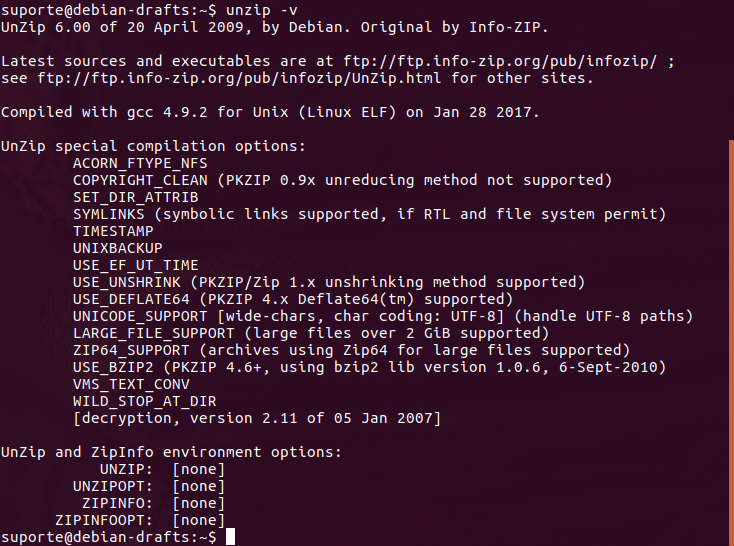 suporte@debian-drafts:~$ unzip -v
UnZip 6.00 of 20 April 2009, by Debian. Original by Info-ZIP.
Latest sources and executables are at ftp://ftp.info-zip.org/pub/infozip/ ;
see ftp://ftp.info-zip.org/pub/infozip/UnZip.html for other sites.
Compiled with gcc 4.9.2 for Unix (Linux ELF) on Jan 28 2017.
UnZip special compilation options:
ACORN_FTYPE_NFS
COPYRIGHT_CLEAN (PKZIP 0.9x unreducing method not supported)
SET_DIR_ATTRIB
SYMLINKS (symbolic links supported, if RTL and file system permit)
TIMESTAMP
UNIXBACKUP
USE_EF_UT_TIME
USE_UNSHRINK (PKZIP/Zip 1.x unshrinking method supported)
USE_DEFLATE64 (PKZIP 4.x Deflate64(tm) supported)
UNICODE_SUPPORT [wide-chars, char coding: UTF-8] (handle UTF-8 paths)
LARGE_FILE_SUPPORT (large files over 2 GiB supported)
ZIP64_SUPPORT (archives using Zip64 for large files supported)
USE_BZIP2 (PKZIP 4.6+, using bzip2 lib version 1.0.6, 6-Sept-2010)
VMS_TEXT_CONV
WILD_STOP_AT_DIR
[decryption, version 2.11 of 05 Jan 2007]
UnZip and ZipInfo environment options:
UNZIP:  [none]
UNZIPOPT:  [none]
ZIPINFO:  [none]
ZIPINFOOPT:  [none]
suporte@debian-drafts:~$